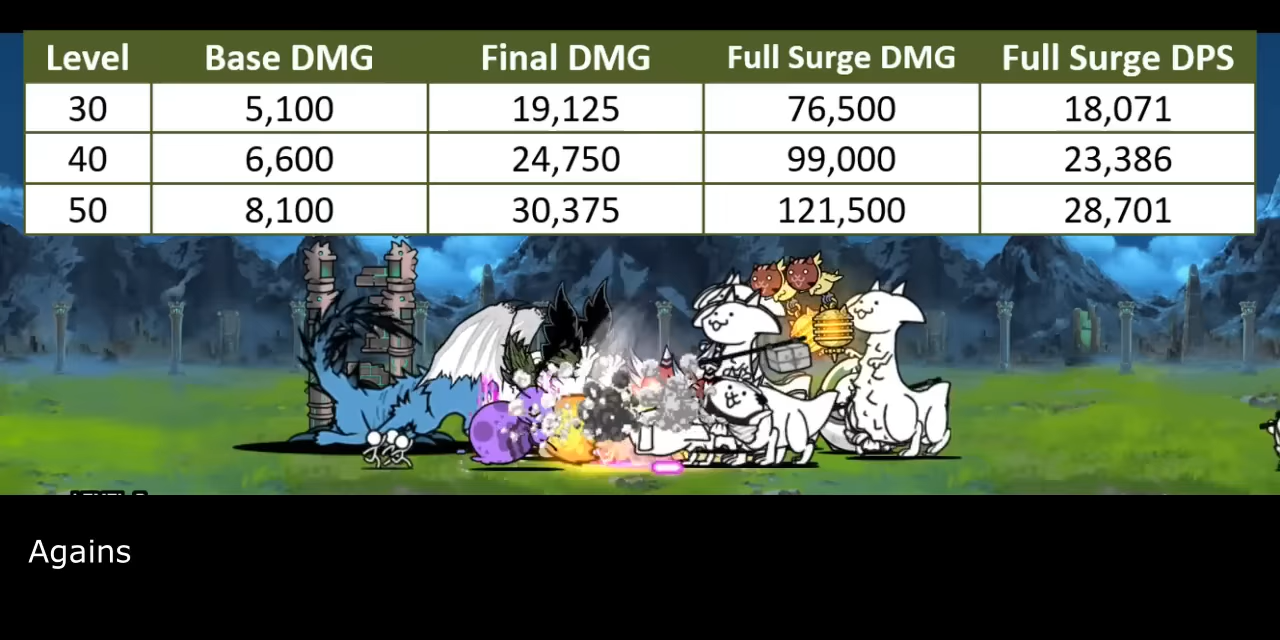 Level Base DMG Final DMG Full Surge DMG Full Surge DPS
30 5,100 19,125 76,500 18,071
40 6,600 24,750 99,000 23,386
50 8,100 30,375 121,500 28,701
Agains